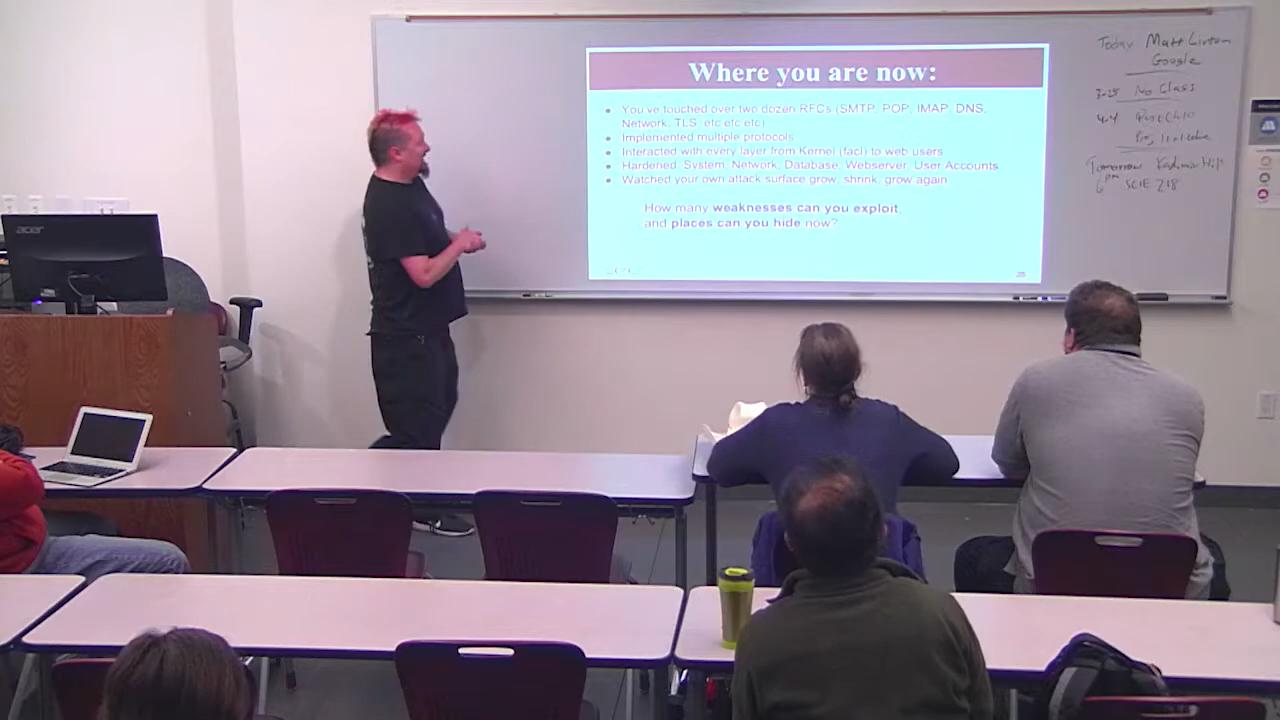 Where you are now:
You've touched over two dozen RFCs (SMTP, POP, IMAP, DNS,
Network, TLS, etc etc etc)
Implemented multiple protocols
Interacted with every layer from Kernel (facl) to web users
Hardened: System, Network, Database, Webserver, User Accounts
Watched your own attack surface grow, shrink, grow again
How many weaknesses can you exploit,
and places can you hide now?
Today Matt Linton
Google
3-28 No Class
4-4
Tomorrow
6pm SCIE 218
acer